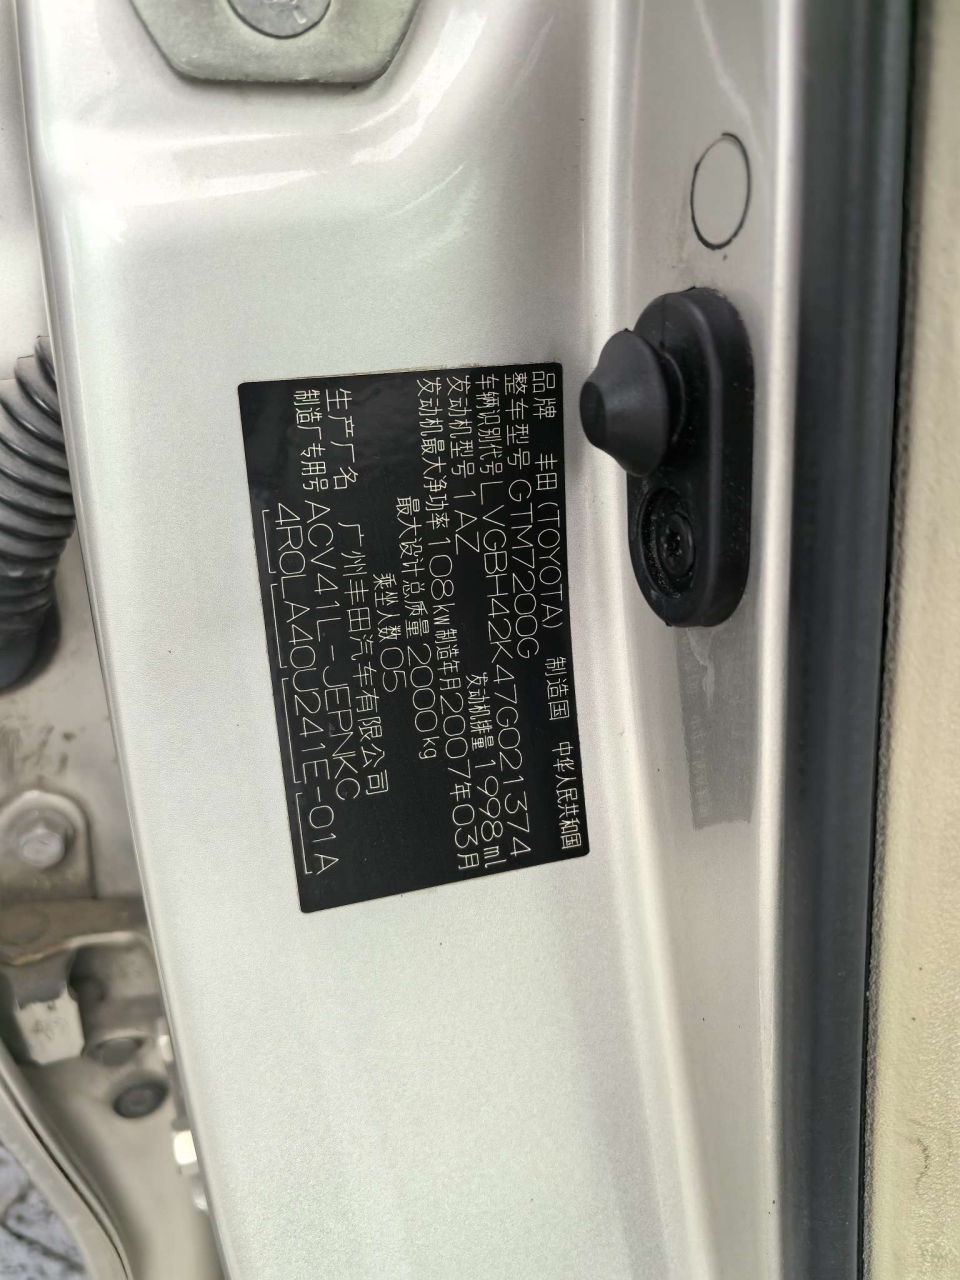 品牌 丰田(TOYOTA) 制造国 中华人民共和国
整车型号 GTM7200G
车辆识别代号 LVGBH42K47G021374
发动机型号 1AZ 发动机排量 1998ml
发动机最大净功率 108kw 制造年月 2007年03月
最大设计总质量 2000kg
乘坐人数 05
生产厂名 广州丰田汽车有限公司
制造厂专用号 ACV41L-JEPNKC
4R0LA40U241E-01A